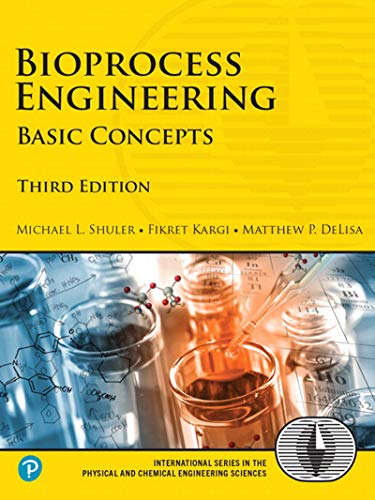 BIOPROCESS
ENGINEERING
BASIC CONCEPTS
THIRD EDITION
MICHAEL L. SHULER • FIKRET KARGI • MATTHEW P. DELISA
INTERNATIONAL SERIES IN THE
PHYSICAL AND CHEMICAL ENGINEERING SCIENCES
P